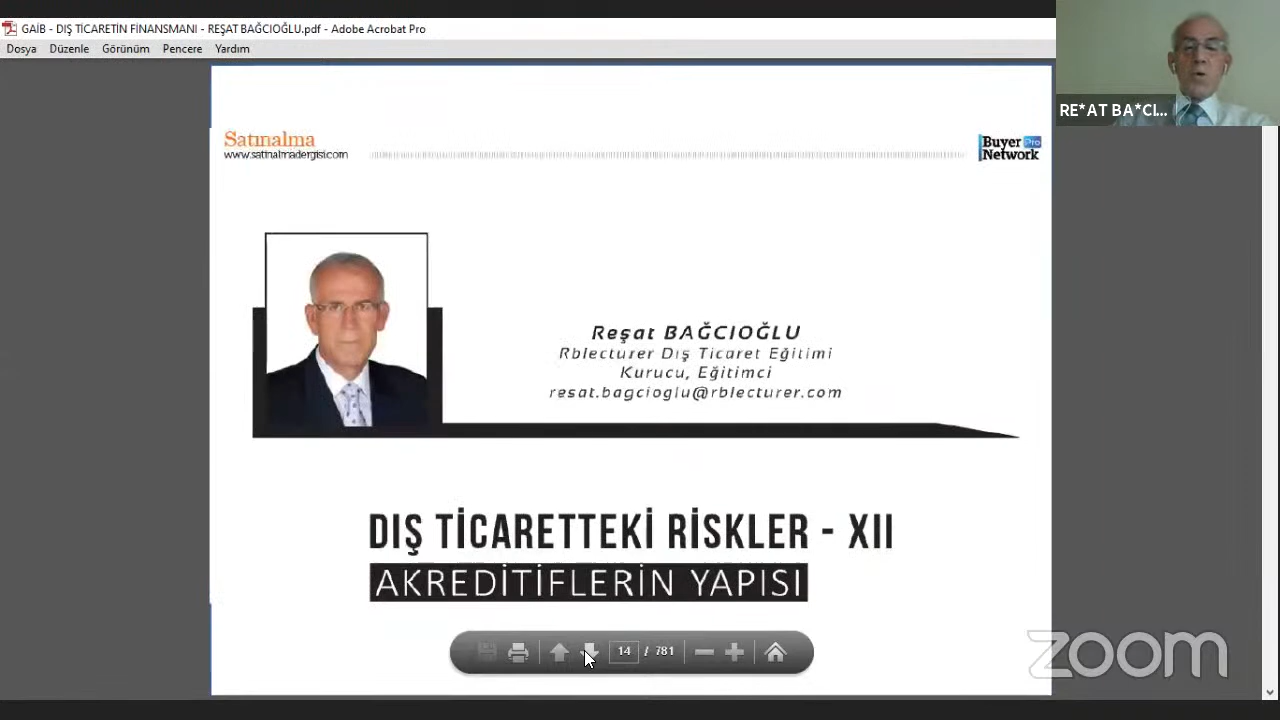 GAİB - DIŞ TİCARETİN FİNANSMANI - REŞAT BAĞCIOĞLU.pdf - Adobe Acrobat Pro
Dosya Düzenle Görünüm Pencere Yardım
RE*AT BA*CI...
Satınalma
www.satinalmadergisi.com
Buyer Pro
Network
Reşat BAĞCIOĞLU
Rblecturer Dış Ticaret Eğitimi
Kurucu, Eğitimci
resat.bagcioglu@rblecturer.com
DIŞ TİCARETTEKİ RİSKLER - XII
AKREDİTİFLERİN YAPISI
14 / 781
zoom